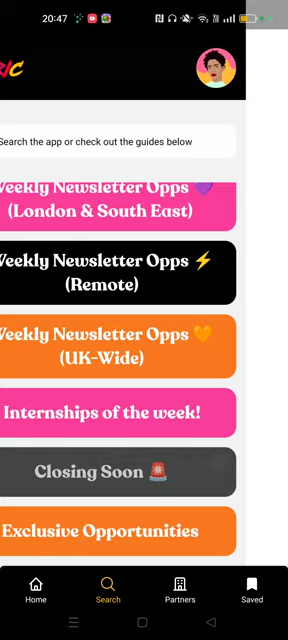 20:47
Search the app or check out the guides below
Weekly Newsletter Opps 💜
(London & South East)
Weekly Newsletter Opps ⚡
(Remote)
Weekly Newsletter Opps 🧡
(UK-Wide)
Internships of the week!
Closing Soon 🚨
Exclusive Opportunities
Home Search Partners Saved